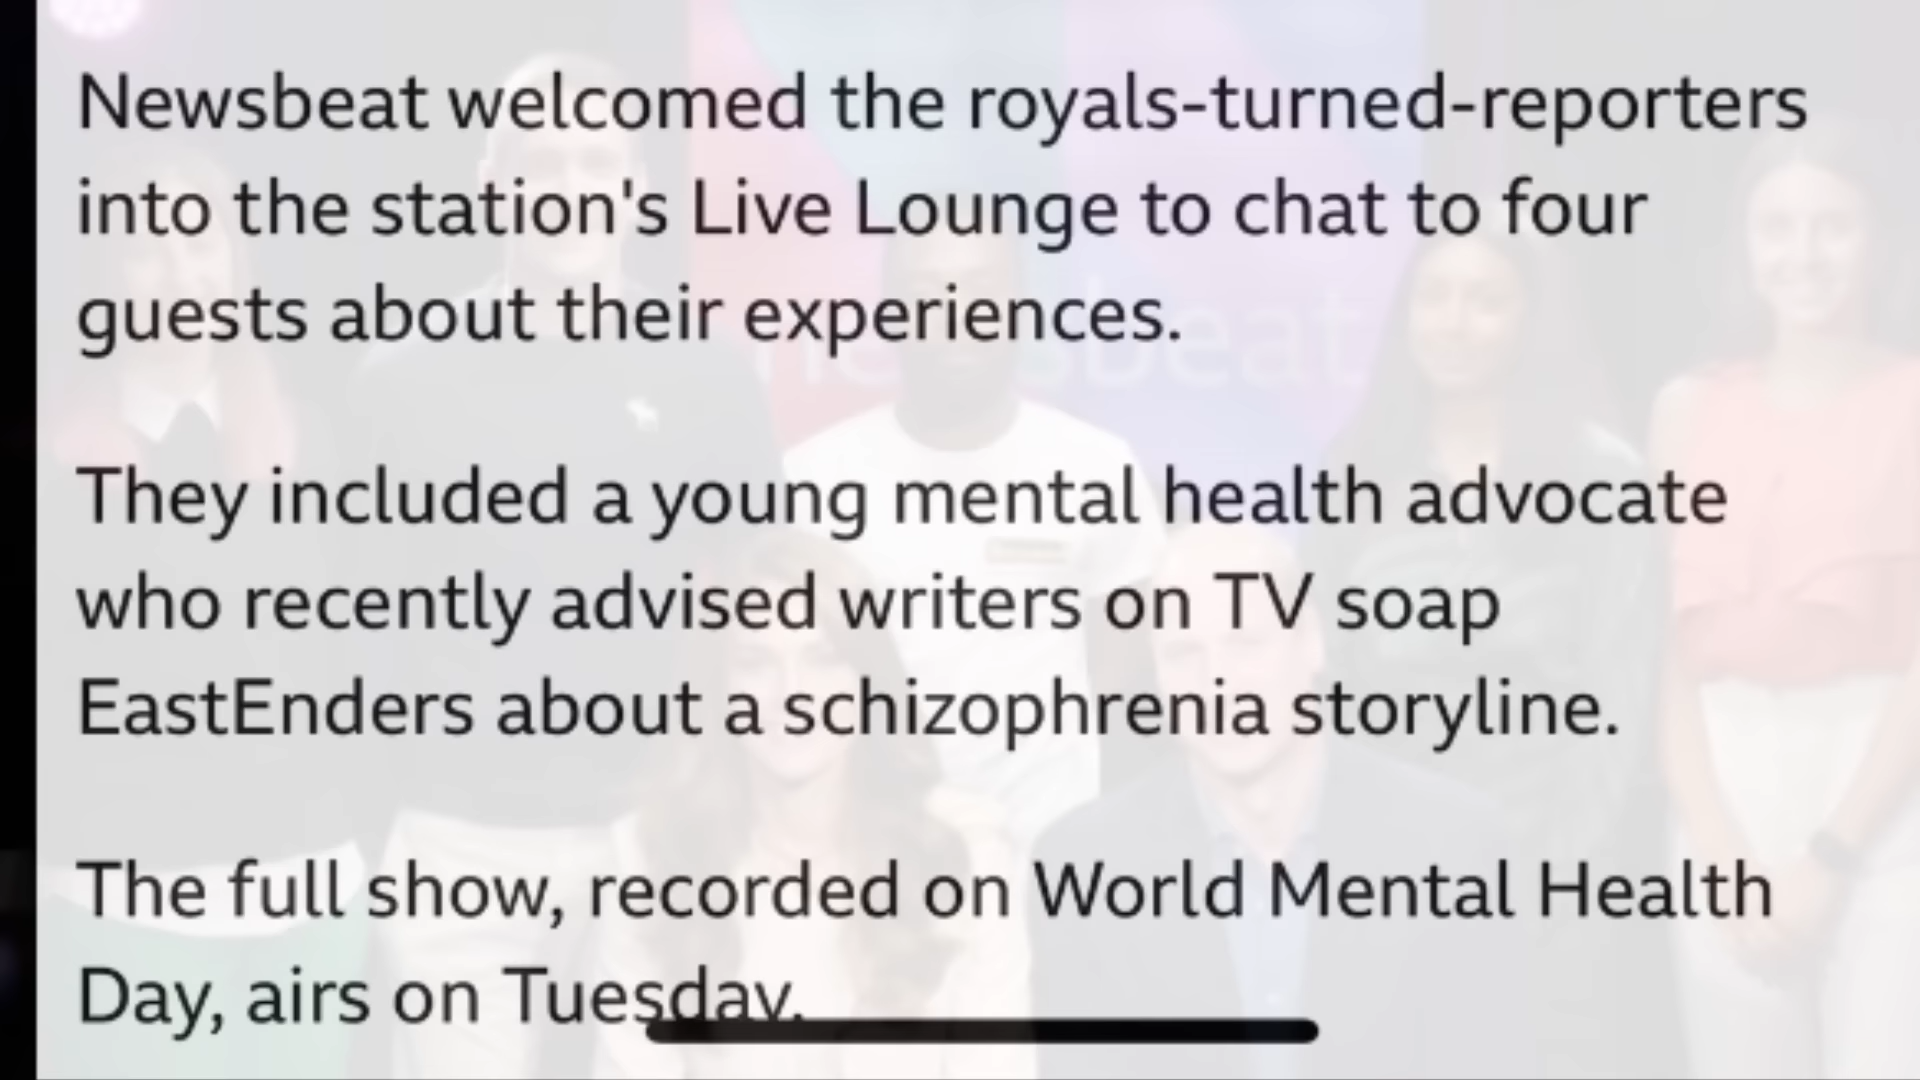 Newsbeat welcomed the royals-turned-reporters
into the station's Live Lounge to chat to four
guests about their experiences.
They included a young mental health advocate
who recently advised writers on TV soap
EastEnders about a schizophrenia storyline.
The full show, recorded on World Mental Health
Day, airs on Tuesday.
newsbeat